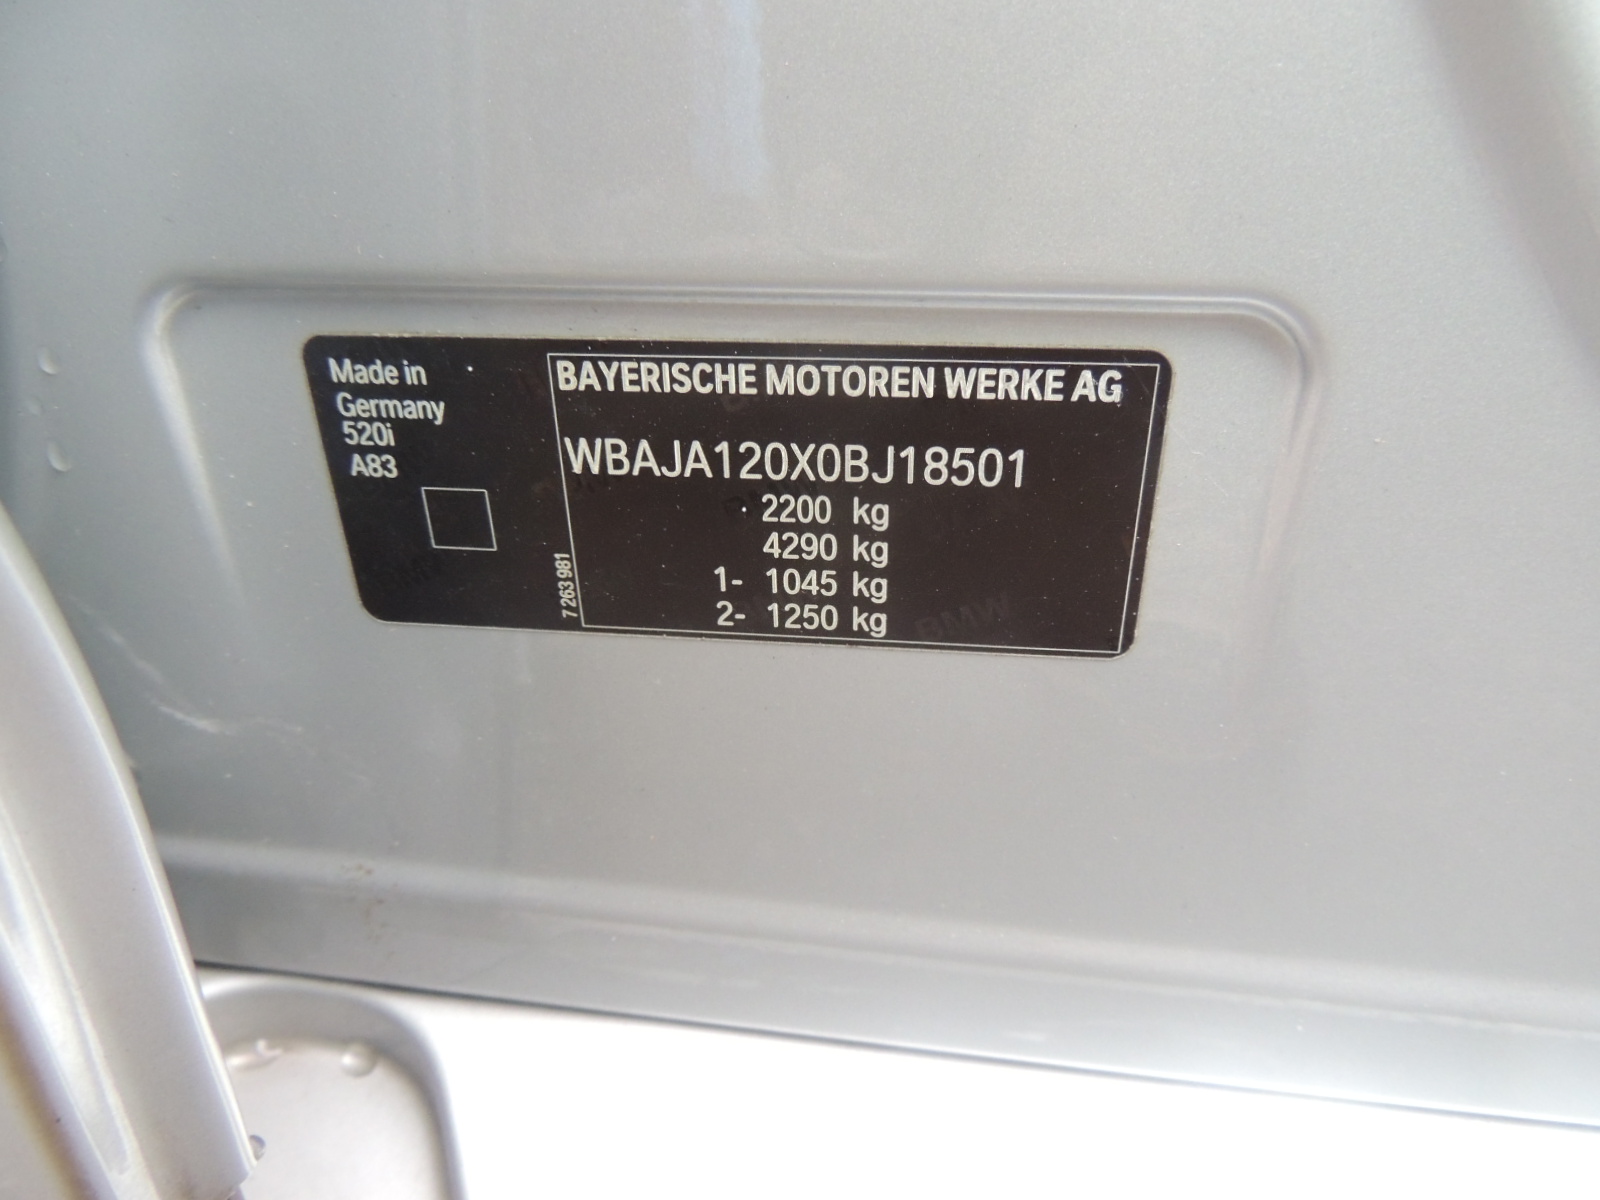 Made in
Germany
520i
A83
BAYERISCHE MOTOREN WERKE AG
WBAJA120X0BJ18501
2200 kg
4290 kg
1- 1045 kg
2- 1250 kg
7 263 981
BMW